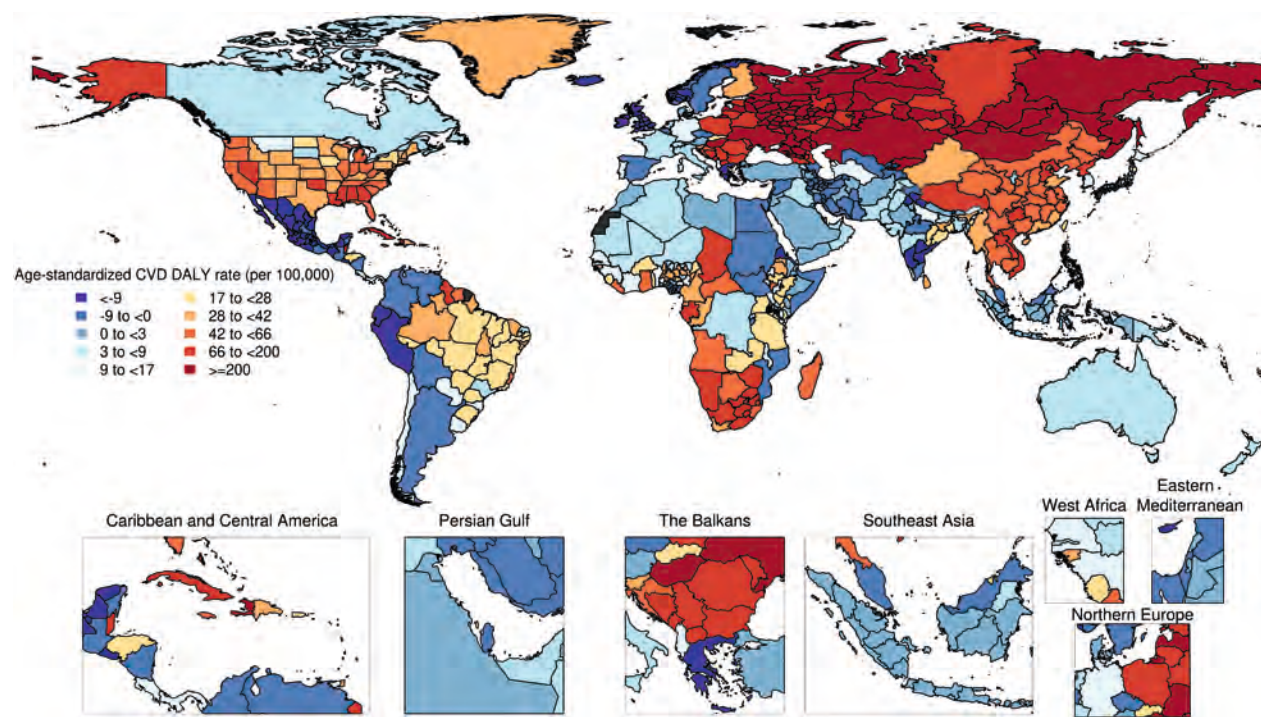 Age-standardized CVD DALY rate (per 100,000)
<-9
-9 to <0
0 to <3
3 to <9
9 to <17
17 to <28
28 to <42
42 to <66
66 to <200
>=200
Caribbean and Central America
Persian Gulf
The Balkans
Southeast Asia
West Africa
Eastern
Mediterranean
Northern Europe